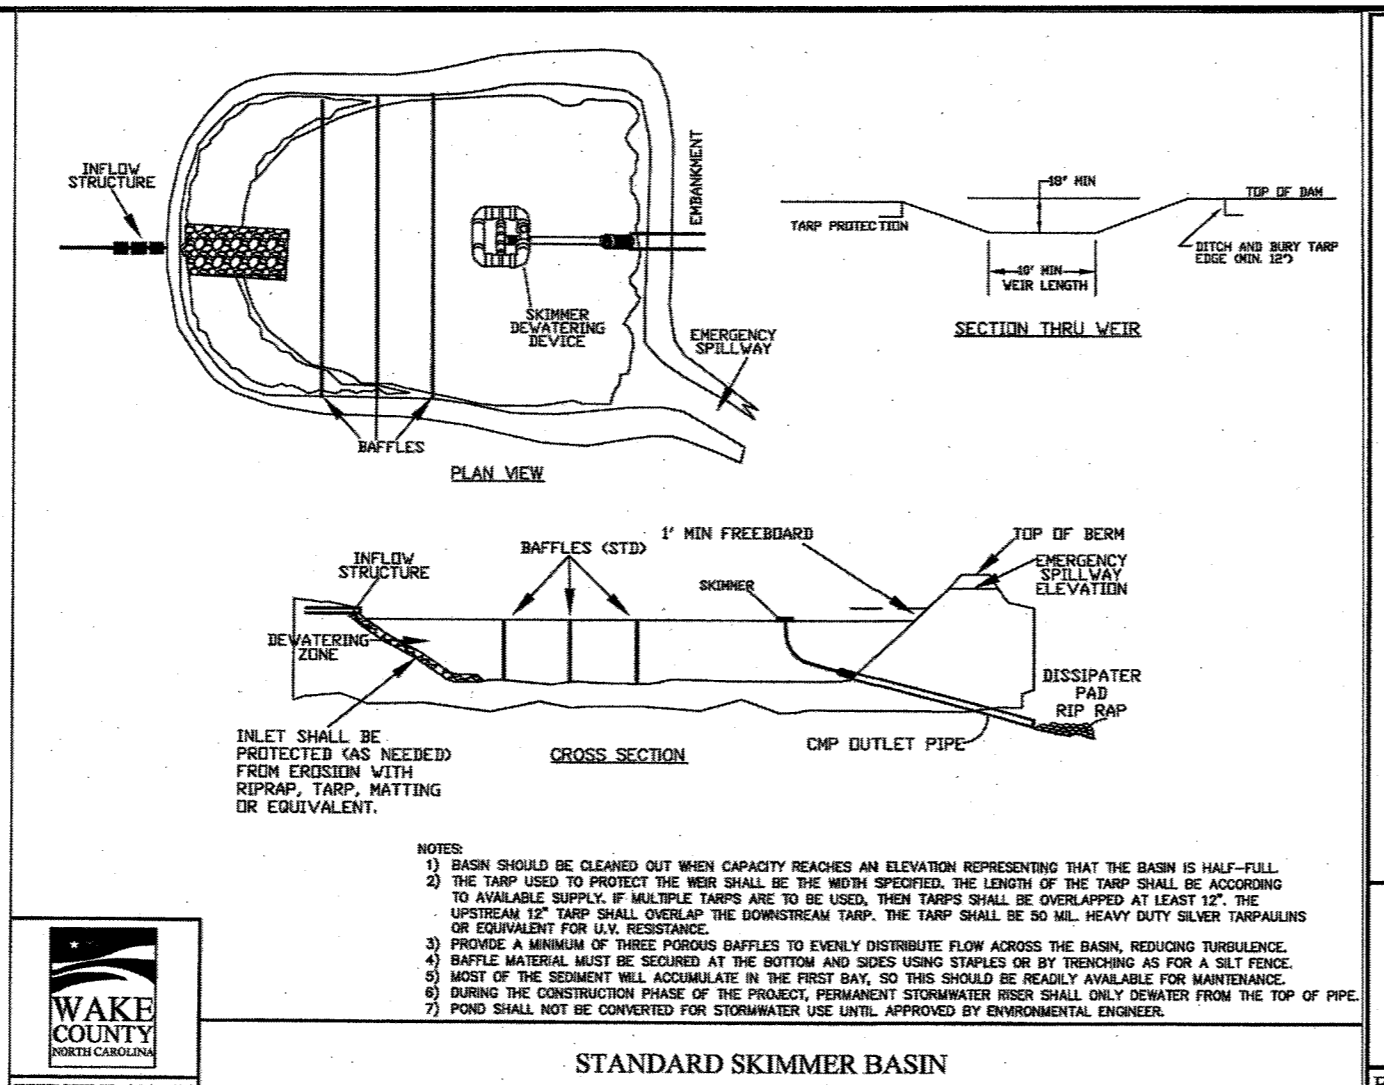 INFLOW
STRUCTURE
EMBANKMENT
SKIMMER
DEWATERING
DEVICE
EMERGENCY
SPILLWAY
BAFFLES
PLAN VIEW
18" MIN
TOP OF DAM
TARP PROTECTION
DITCH AND BURY TARP
EDGE (MIN. 12")
10' MIN
WEIR LENGTH
SECTION THRU WEIR
1' MIN FREEBOARD
TOP OF BERM
BAFFLES (STD)
INFLOW
STRUCTURE
EMERGENCY
SPILLWAY
ELEVATION
SKIMMER
DEWATERING
ZONE
DISSIPATER
PAD
RIP RAP
INLET SHALL BE
PROTECTED (AS NEEDED)
FROM EROSION WITH
RIPRAP, TARP, MATTING
OR EQUIVALENT.
CROSS SECTION
CMP OUTLET PIPE
NOTES:
1) BASIN SHOULD BE CLEANED OUT WHEN CAPACITY REACHES AN ELEVATION REPRESENTING THAT THE BASIN IS HALF-FULL.
2) THE TARP USED TO PROTECT THE WEIR SHALL BE THE WIDTH SPECIFIED. THE LENGTH OF THE TARP SHALL BE ACCORDING
TO AVAILABLE SUPPLY. IF MULTIPLE TARPS ARE TO BE USED, THEN TARPS SHALL BE OVERLAPPED AT LEAST 12". THE
UPSTREAM 12" TARP SHALL OVERLAP THE DOWNSTREAM TARP. THE TARP SHALL BE 50 MIL. HEAVY DUTY SILVER TARPAULINS
OR EQUIVALENT FOR U.V. RESISTANCE.
3) PROVIDE A MINIMUM OF THREE POROUS BAFFLES TO EVENLY DISTRIBUTE FLOW ACROSS THE BASIN, REDUCING TURBULENCE.
4) BAFFLE MATERIAL MUST BE SECURED AT THE BOTTOM AND SIDES USING STAPLES OR BY TRENCHING AS FOR A SILT FENCE.
5) MOST OF THE SEDIMENT WILL ACCUMULATE IN THE FIRST BAY, SO THIS SHOULD BE READILY AVAILABLE FOR MAINTENANCE.
6) DURING THE CONSTRUCTION PHASE OF THE PROJECT, PERMANENT STORMWATER RISER SHALL ONLY DEWATER FROM THE TOP OF PIPE.
7) POND SHALL NOT BE CONVERTED FOR STORMWATER USE UNTIL APPROVED BY ENVIRONMENTAL ENGINEER.
WAKE
COUNTY
NORTH CAROLINA
STANDARD SKIMMER BASIN